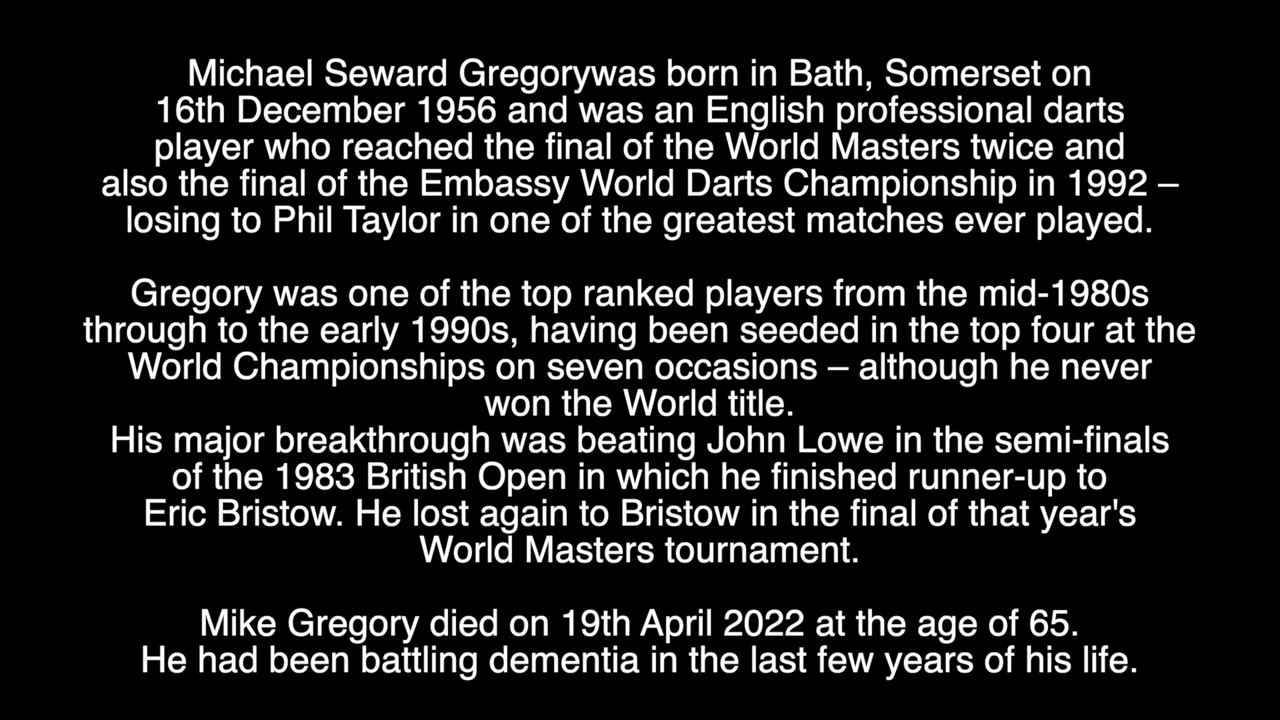 Michael Seward Gregorywas born in Bath, Somerset on
16th December 1956 and was an English professional darts
player who reached the final of the World Masters twice and
also the final of the Embassy World Darts Championship in 1992 –
losing to Phil Taylor in one of the greatest matches ever played.
Gregory was one of the top ranked players from the mid-1980s
through to the early 1990s, having been seeded in the top four at the
World Championships on seven occasions – although he never
won the World title.
His major breakthrough was beating John Lowe in the semi-finals
of the 1983 British Open in which he finished runner-up to
Eric Bristow. He lost again to Bristow in the final of that year's
World Masters tournament.
Mike Gregory died on 19th April 2022 at the age of 65.
He had been battling dementia in the last few years of his life.